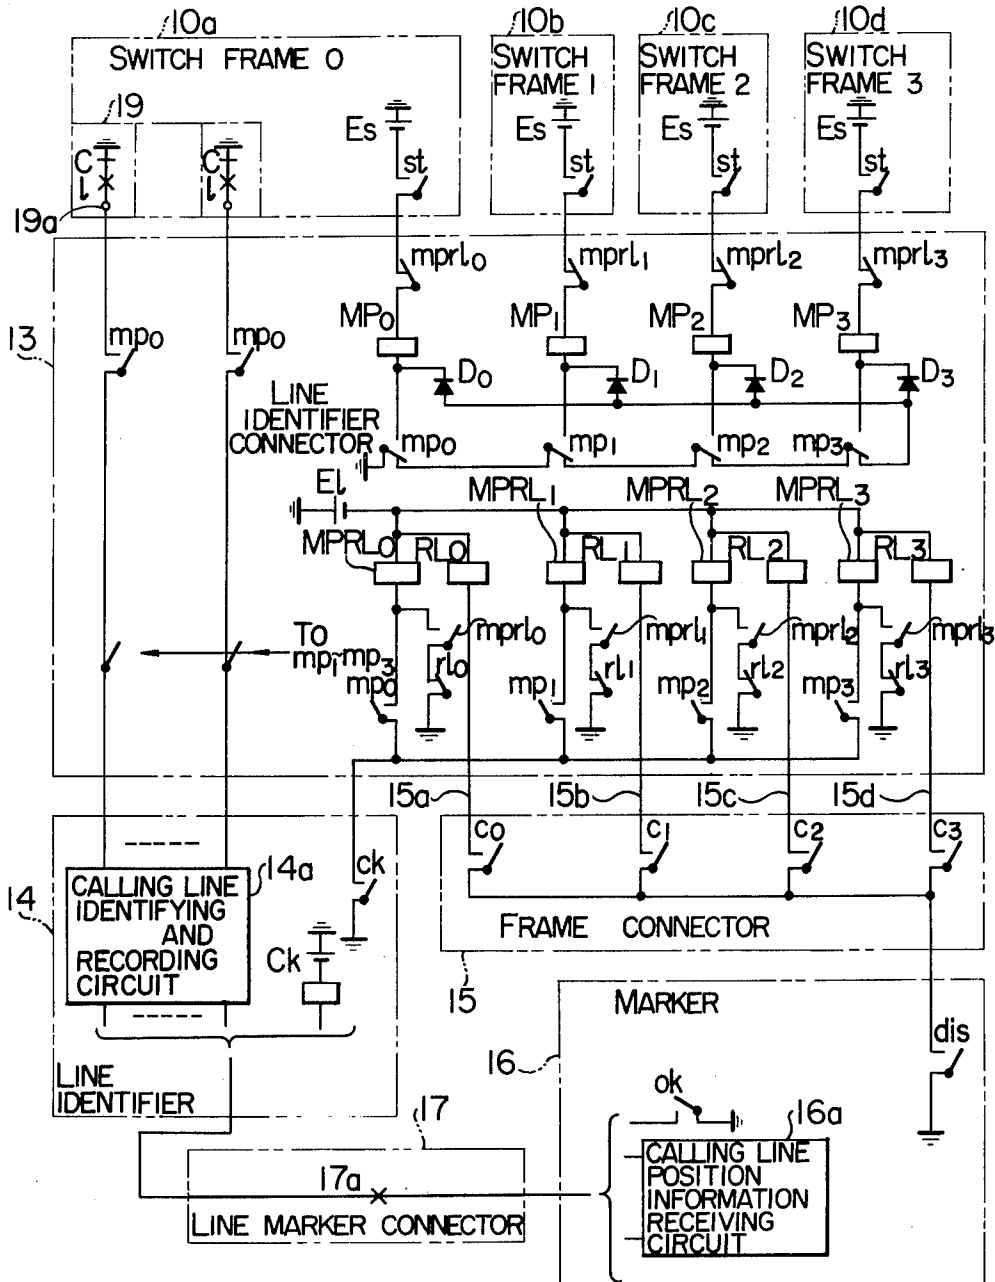 10a
10b
10c
10d
SWITCH FRAME 0
SWITCH
FRAME 1
SWITCH
FRAME 2
SWITCH
FRAME 3
19
Es
Es
Es
Es
C
C
st
st
st
st
l
l
19a
mprl0
mprl1
mprl2
mprl3
13
MP0
MP1
MP2
MP3
mp0
mp0
D0
D1
D2
D3
LINE
IDENTIFIER
CONNECTOR
mp0
mp1
mp2
mp3
El
MPRL1
MPRL2
MPRL3
MPRL0
RL0
RL1
RL2
RL3
To
mp1~mp3
mprl0
mprl1
mprl2
mprl3
rl0
rl1
rl2
rl3
mp0
mp1
mp2
mp3
15a
15b
15c
15d
c0
c1
c2
c3
14
14a
ck
CALLING LINE
IDENTIFYING
AND
RECORDING
CIRCUIT
Ck
FRAME CONNECTOR
15
LINE
IDENTIFIER
MARKER
16
dis
ok
16a
17
17a
LINE MARKER CONNECTOR
CALLING LINE
POSITION
INFORMATION
RECEIVING
CIRCUIT